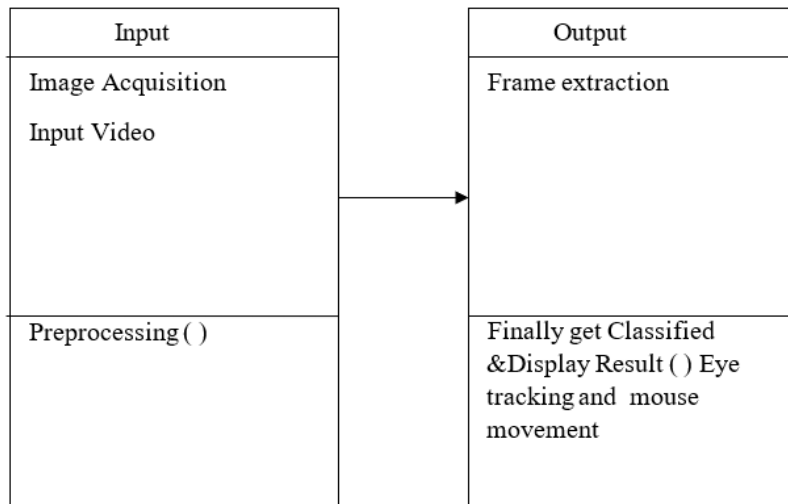 Input
Image Acquisition
Input Video
Preprocessing ( )
Output
Frame extraction
Finally get Classified
&Display Result ( ) Eye
tracking and mouse
movement